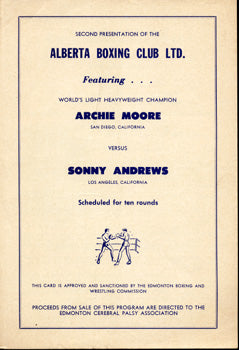 SECOND PRESENTATION OF THE
ALBERTA BOXING CLUB LTD.
Featuring . . .
WORLD'S LIGHT HEAVYWEIGHT CHAMPION
ARCHIE MOORE
SAN DIEGO, CALIFORNIA
VERSUS
SONNY ANDREWS
LOS ANGELES, CALIFORNIA
Scheduled for ten rounds
THIS CARD IS APPROVED AND SANCTIONED BY THE EDMONTON BOXING AND
WRESTLING COMMISSION
PROCEEDS FROM SALE OF THIS PROGRAM ARE DIRECTED TO THE
EDMONTON CEREBRAL PALSY ASSOCIATION